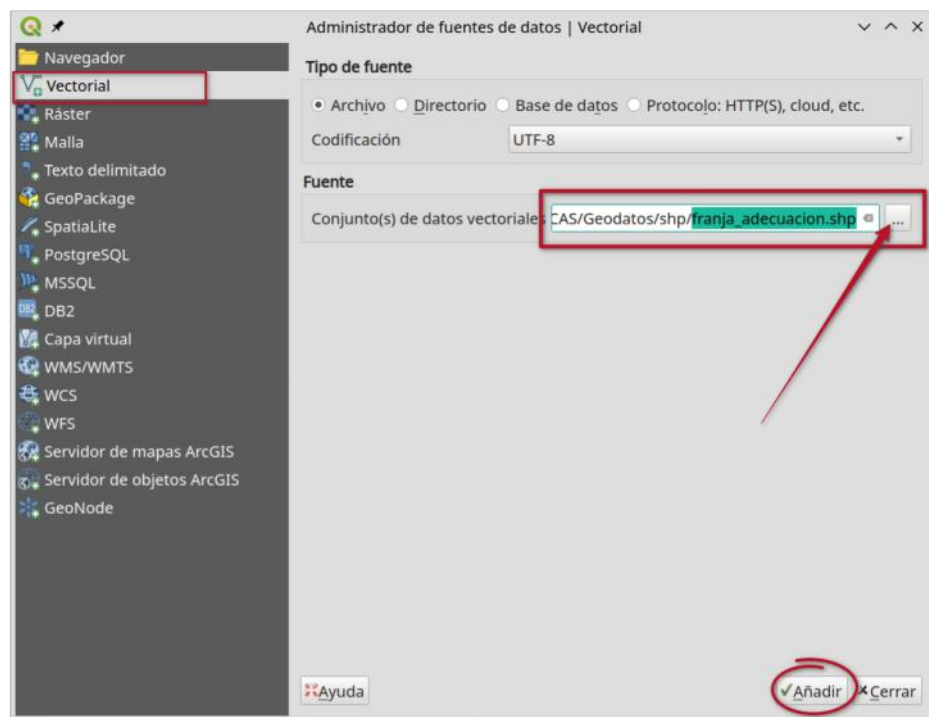 Administrador de fuentes de datos | Vectorial
Navegador
Vectorial
Ráster
Malla
Texto delimitado
GeoPackage
SpatiaLite
PostgreSQL
MSSQL
DB2
Capa virtual
WMS/WMTS
WCS
WFS
Servidor de mapas ArcGIS
Servidor de objetos ArcGIS
GeoNode
Tipo de fuente
Archivo Directorio Base de datos Protocolo: HTTP(S), cloud, etc.
Codificación UTF-8
Fuente
Conjunto(s) de datos vectoriales CAS/Geodatos/shp/franja_adecuacion.shp ...
Ayuda Añadir Cerrar